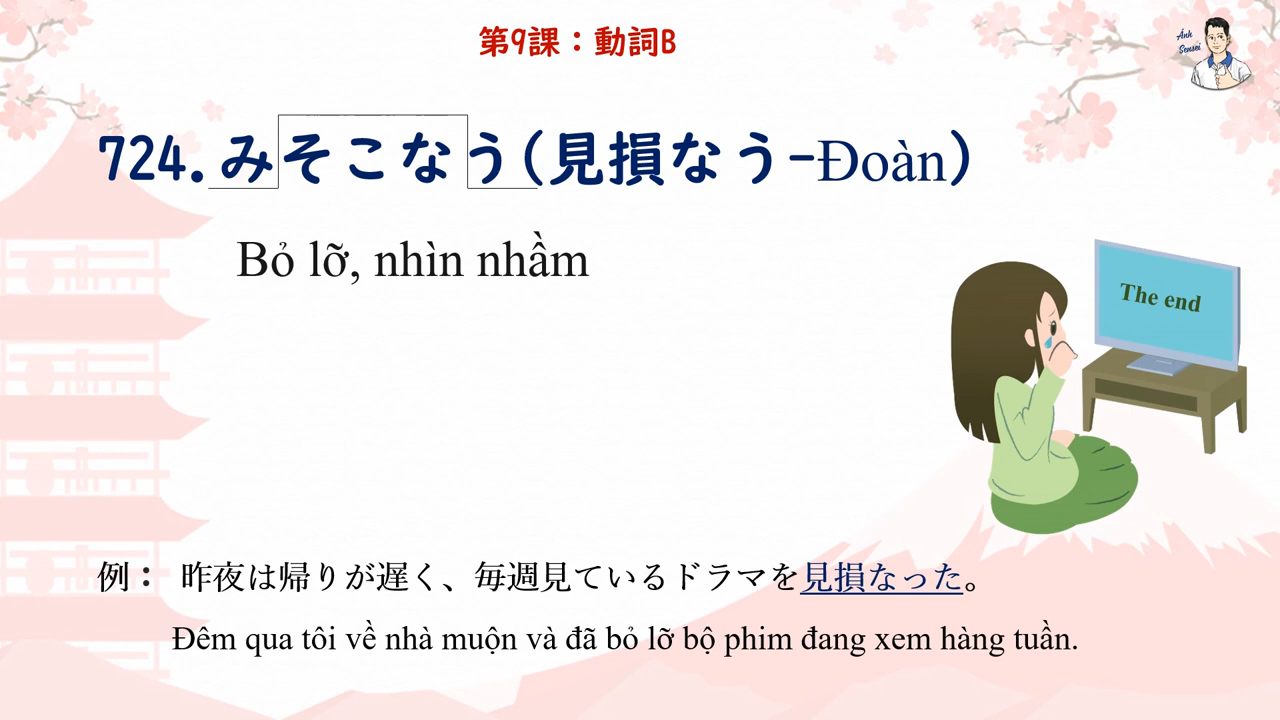 第9課：動詞B
Ánh
Sensei
724.みそこなう(見損なう-Đoàn)
Bỏ lỡ, nhìn nhầm
The end
例： 昨夜は帰りが遅く、毎週見ているドラマを見損なった。
Đêm qua tôi về nhà muộn và đã bỏ lỡ bộ phim đang xem hàng tuần.